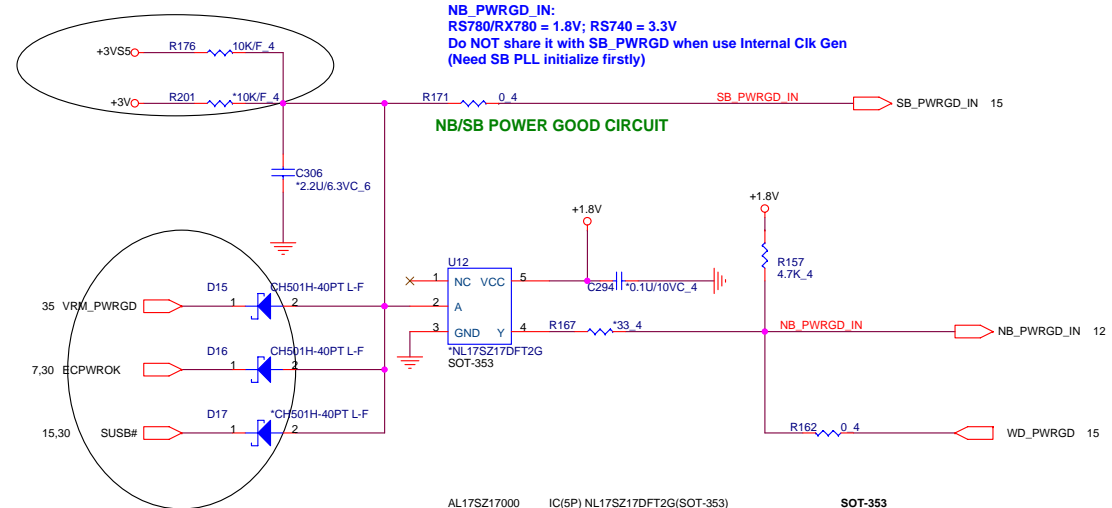 NB_PWRGD_IN:
RS780/RX780 = 1.8V; RS740 = 3.3V
Do NOT share it with SB_PWRGD when use Internal Clk Gen
(Need SB PLL initialize firstly)
+3VS5 R176 10K/F_4
+3V R201 *10K/F_4
R171 0_4 SB_PWRGD_IN SB_PWRGD_IN 15
NB/SB POWER GOOD CIRCUIT
C306
*2.2U/6.3VC_6
+1.8V
+1.8V
R157
4.7K_4
U12
1 NC VCC 5
2 A
3 GND Y 4
*NL17SZ17DFT2G
SOT-353
C294 *0.1U/10VC_4
35 VRM_PWRGD D15 1 2 CH501H-40PT L-F
R167 *33_4 NB_PWRGD_IN NB_PWRGD_IN 12
7,30 ECPWROK D16 1 2 CH501H-40PT L-F
15,30 SUSB# D17 1 2 *CH501H-40PT L-F
R162 0_4 WD_PWRGD 15
AL17SZ17000 IC(5P) NL17SZ17DFT2G(SOT-353) SOT-353